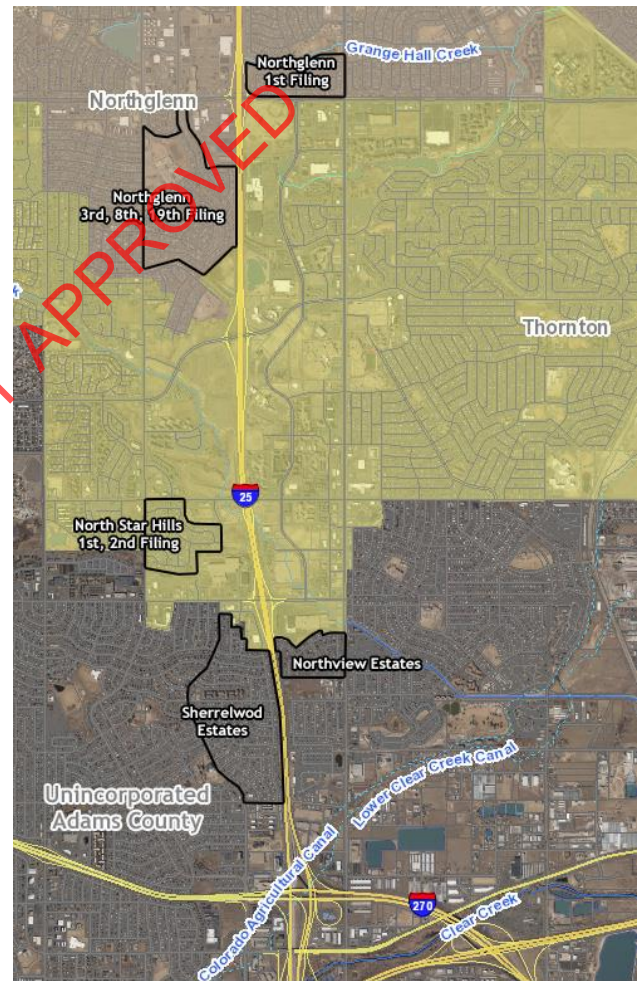 Grange Hall Creek
Northglenn
1st Filing
Northglenn
Northglenn
3rd, 8th, 19th Filing
APPROVED
Thornton
25
North Star Hills
1st, 2nd Filing
Northview Estates
Sherrelwod
Estates
Unincorporated
Adams County
Lower Clear Creek Canal
Colorado Agricultural Canal
270
Clear Creek